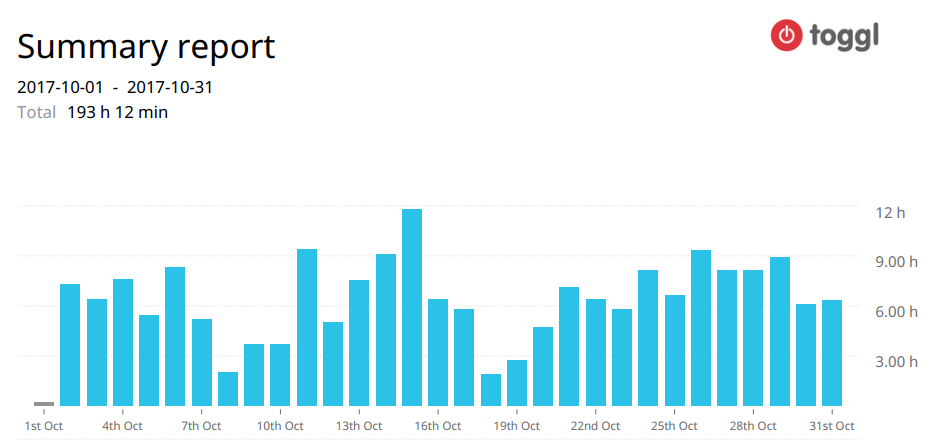 Summary report
toggl
2017-10-01 - 2017-10-31
Total 193 h 12 min
12 h
9.00 h
6.00 h
3.00 h
1st Oct 4th Oct 7th Oct 10th Oct 13th Oct 16th Oct 19th Oct 22nd Oct 25th Oct 28th Oct 31st Oct